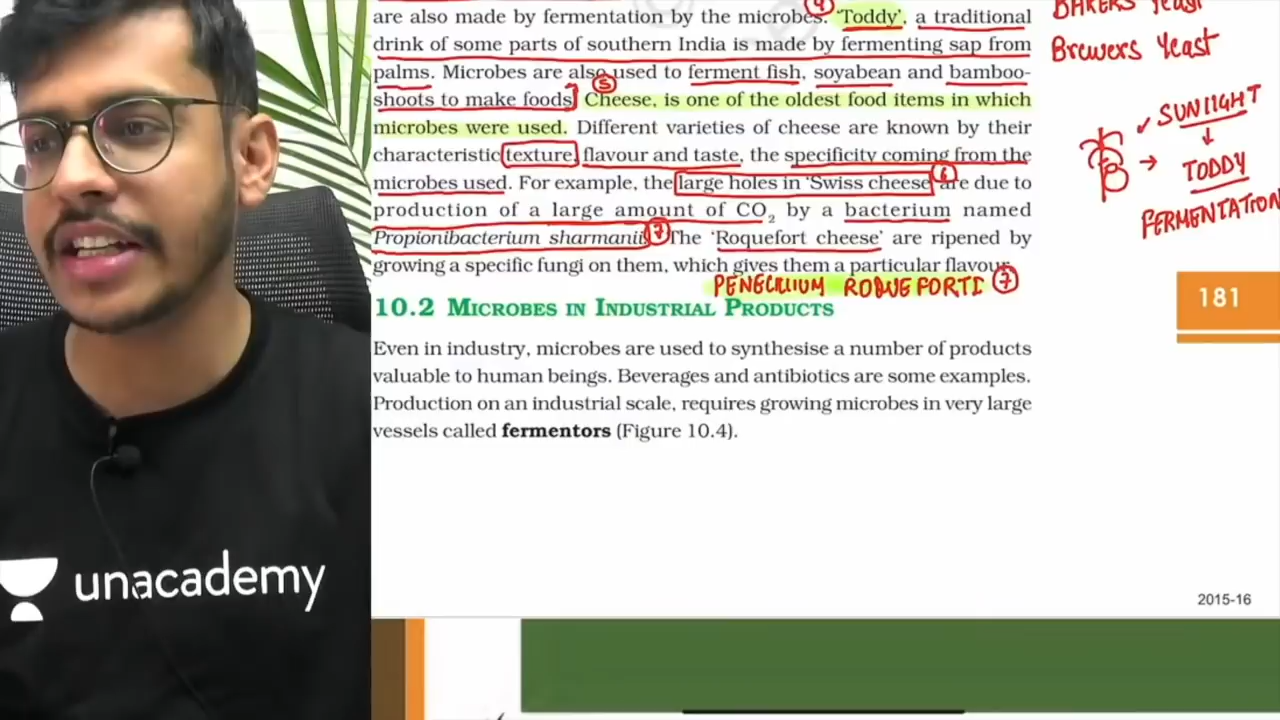 are also made by fermentation by the microbes. 'Toddy', a traditional
drink of some parts of southern India is made by fermenting sap from
palms. Microbes are also used to ferment fish, soyabean and bamboo-
shoots to make foods. Cheese, is one of the oldest food items in which
microbes were used. Different varieties of cheese are known by their
characteristic texture, flavour and taste, the specificity coming from the
microbes used. For example, the large holes in 'Swiss cheese' are due to
production of a large amount of CO₂ by a bacterium named
Propionibacterium sharmanii. The 'Roquefort cheese' are ripened by
growing a specific fungi on them, which gives them a particular flavour.
4
5
6
7
PENECILLIUM ROQUEFORTI 7
10.2 MICROBES IN INDUSTRIAL PRODUCTS
Even in industry, microbes are used to synthesise a number of products
valuable to human beings. Beverages and antibiotics are some examples.
Production on an industrial scale, requires growing microbes in very large
vessels called fermentors (Figure 10.4).
BAKERS Yeast
Brewers Yeast
SUNLIGHT
TODDY
FERMENTATION
181
2015-16
unacademy